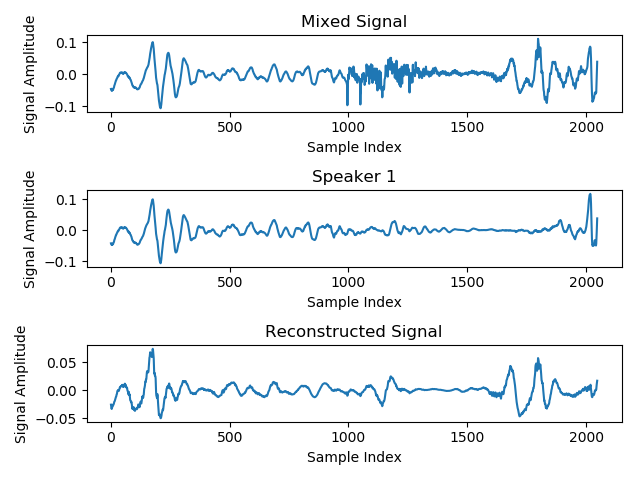 Mixed Signal
Signal Amplitude
0.1
0.0
−0.1
0 500 1000 1500 2000
Sample Index
Speaker 1
Signal Amplitude
0.1
0.0
−0.1
0 500 1000 1500 2000
Sample Index
Reconstructed Signal
Signal Amplitude
0.05
0.00
−0.05
0 500 1000 1500 2000
Sample Index